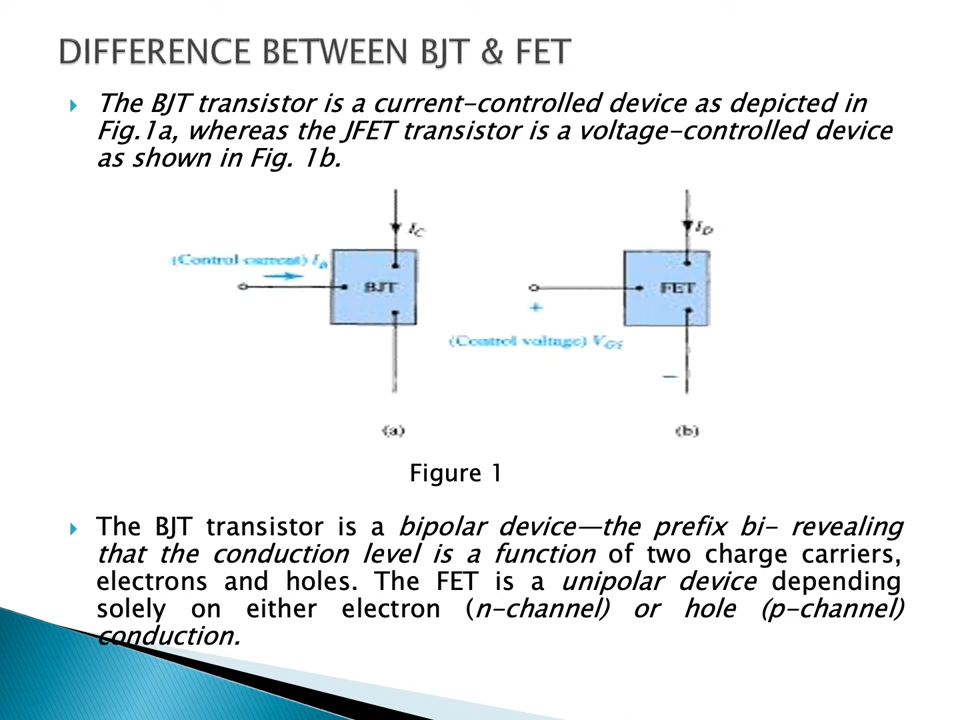 DIFFERENCE BETWEEN BJT & FET
The BJT transistor is a current-controlled device as depicted in
Fig.1a, whereas the JFET transistor is a voltage-controlled device
as shown in Fig. 1b.
I_C
I_D
(Control current) I_B
BJT
FET
+
(Control voltage) V_GS
−
(a)
(b)
Figure 1
The BJT transistor is a bipolar device—the prefix bi- revealing
that the conduction level is a function of two charge carriers,
electrons and holes. The FET is a unipolar device depending
solely on either electron (n-channel) or hole (p-channel)
conduction.